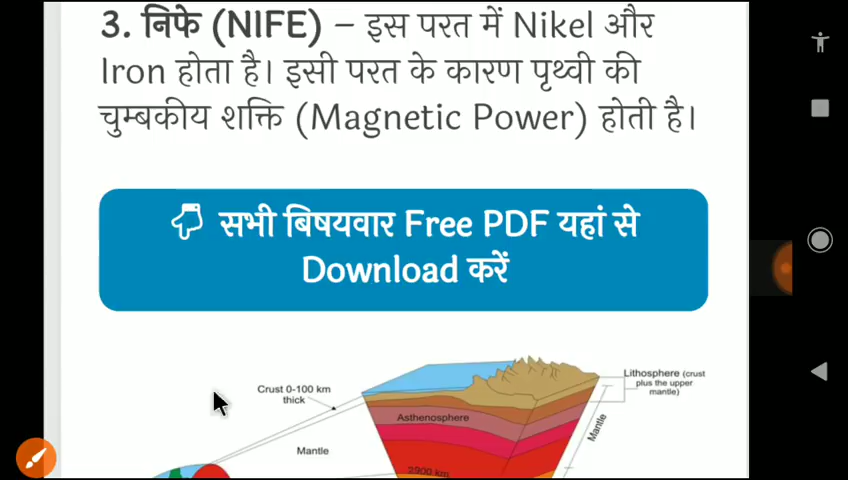 3. निफे (NIFE) – इस परत में Nikel और
Iron होता है। इसी परत के कारण पृथ्वी की
चुम्बकीय शक्ति (Magnetic Power) होती है।
सभी बिषयवार Free PDF यहां से
Download करें
Crust 0-100 km
thick
Lithosphere (crust
plus the upper
mantle)
Asthenosphere
Mantle
Mantle
2900 km